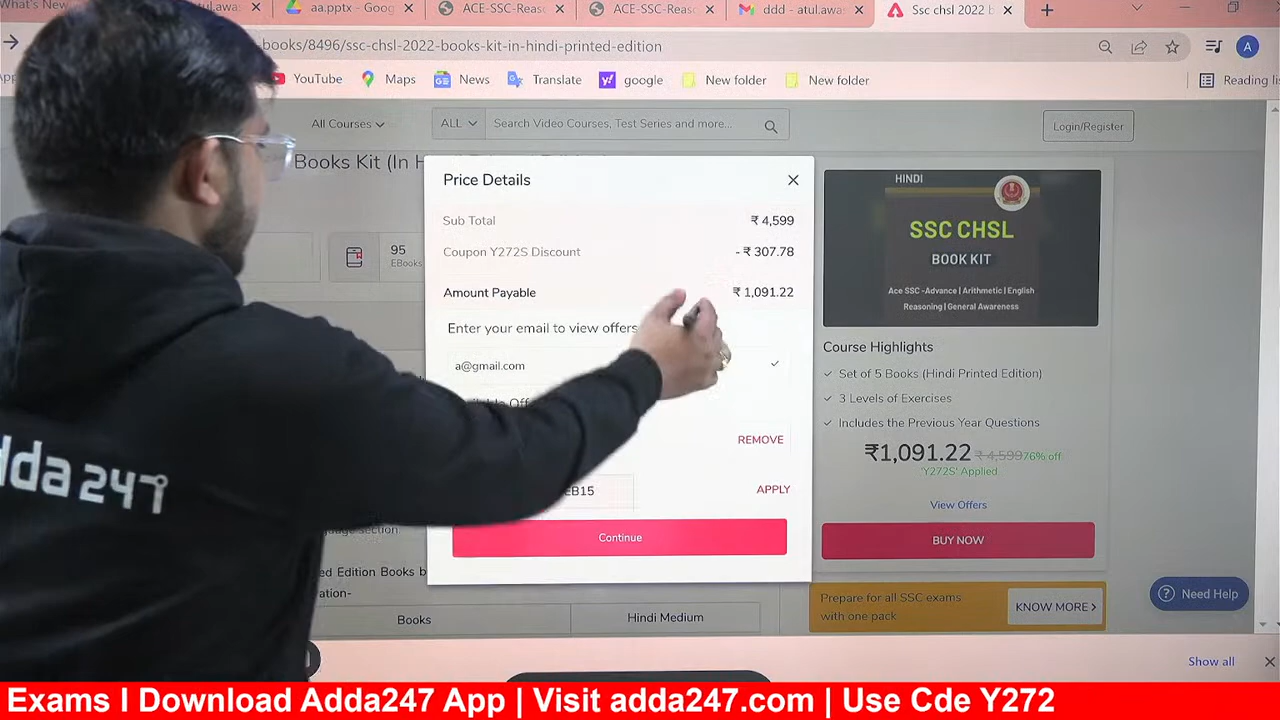 What's New
atul.awas
aa.pptx - Goog
ACE-SSC-Reaso
ACE-SSC-Reaso
ddd - atul.awas
Ssc chsl 2022 b
-books/8496/ssc-chsl-2022-books-kit-in-hindi-printed-edition
A
YouTube
Maps
News
Translate
google
New folder
New folder
Reading lis
All Courses
ALL
Search Video Courses, Test Series and more...
Login/Register
Books Kit (In H
95
EBooks
Price Details
Sub Total
₹ 4,599
Coupon Y272S Discount
- ₹ 307.78
Amount Payable
₹ 1,091.22
Enter your email to view offers
a@gmail.com
REMOVE
EB15
APPLY
Continue
HINDI
SSC CHSL
BOOK KIT
Ace SSC -Advance | Arithmetic | English
Reasoning | General Awareness
Course Highlights
Set of 5 Books (Hindi Printed Edition)
3 Levels of Exercises
Includes the Previous Year Questions
₹1,091.22 ₹ 4,599 76% off
'Y272S' Applied
View Offers
BUY NOW
Prepare for all SSC exams
with one pack
KNOW MORE
Need Help
guage Section.
ed Edition Books b
ation-
Books
Hindi Medium
Show all
adda 247
Exams I Download Adda247 App | Visit adda247.com | Use Cde Y272